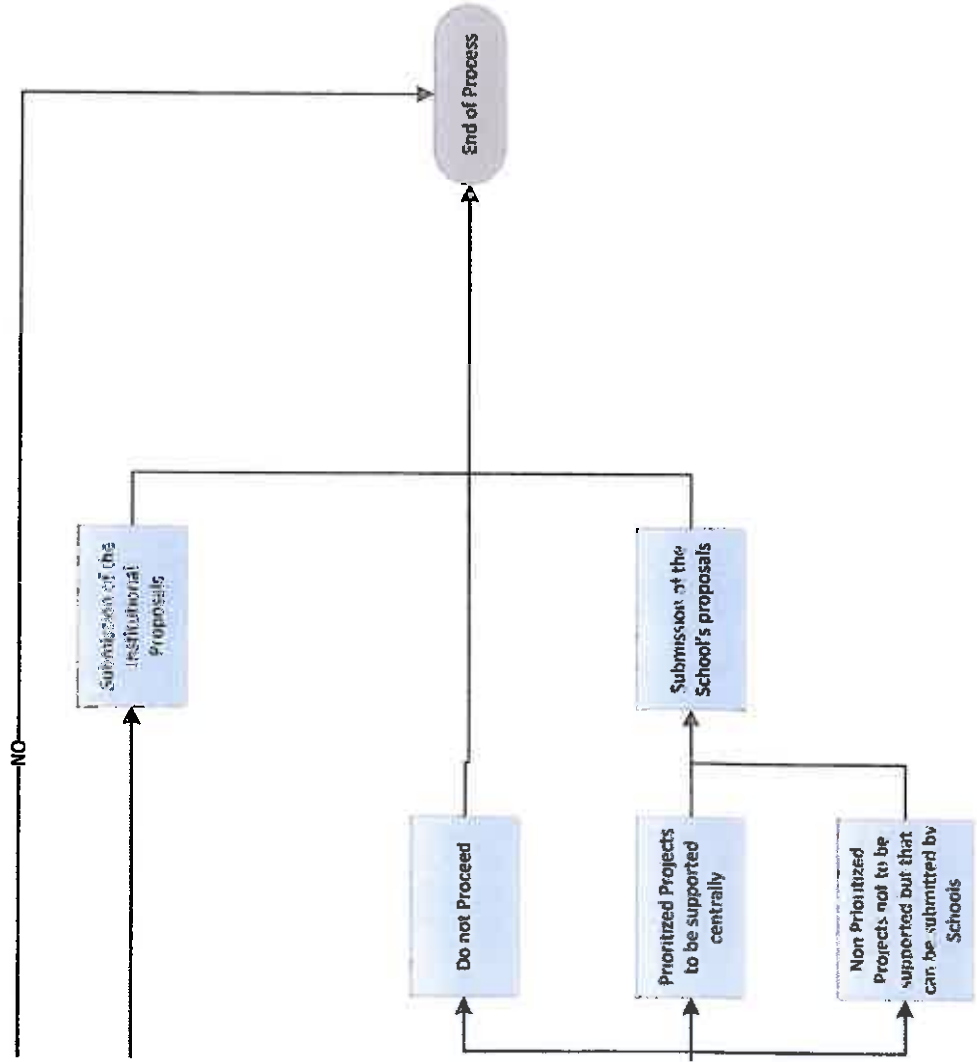 NO
End of Process
Submission of the
Institutional
Proposals
Submission of the
School's proposals
Do not Proceed
Prioritized Projects
to be supported
centrally
Non Prioritized
Projects not to be
supported but that
can be submitted by
Schools